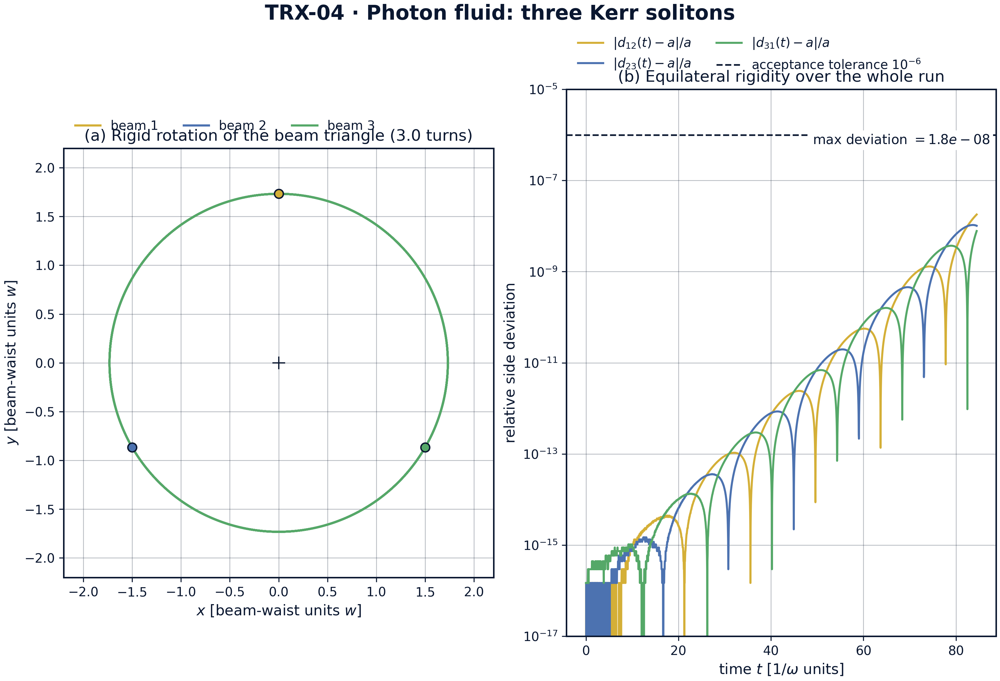 TRX-04 · Photon fluid: three Kerr solitons
beam 1 beam 2 beam 3
(a) Rigid rotation of the beam triangle (3.0 turns)
2.0
1.5
1.0
0.5
0.0
−0.5
−1.0
−1.5
−2.0
y [beam-waist units w]
−2.0 −1.5 −1.0 −0.5 0.0 0.5 1.0 1.5 2.0
x [beam-waist units w]
|d₁₂(t) − a|/a |d₃₁(t) − a|/a
|d₂₃(t) − a|/a acceptance tolerance 10⁻⁶
(b) Equilateral rigidity over the whole run
10⁻⁵
max deviation = 1.8e − 08
10⁻⁷
10⁻⁹
10⁻¹¹
10⁻¹³
10⁻¹⁵
10⁻¹⁷
relative side deviation
0 20 40 60 80
time t [1/ω units]